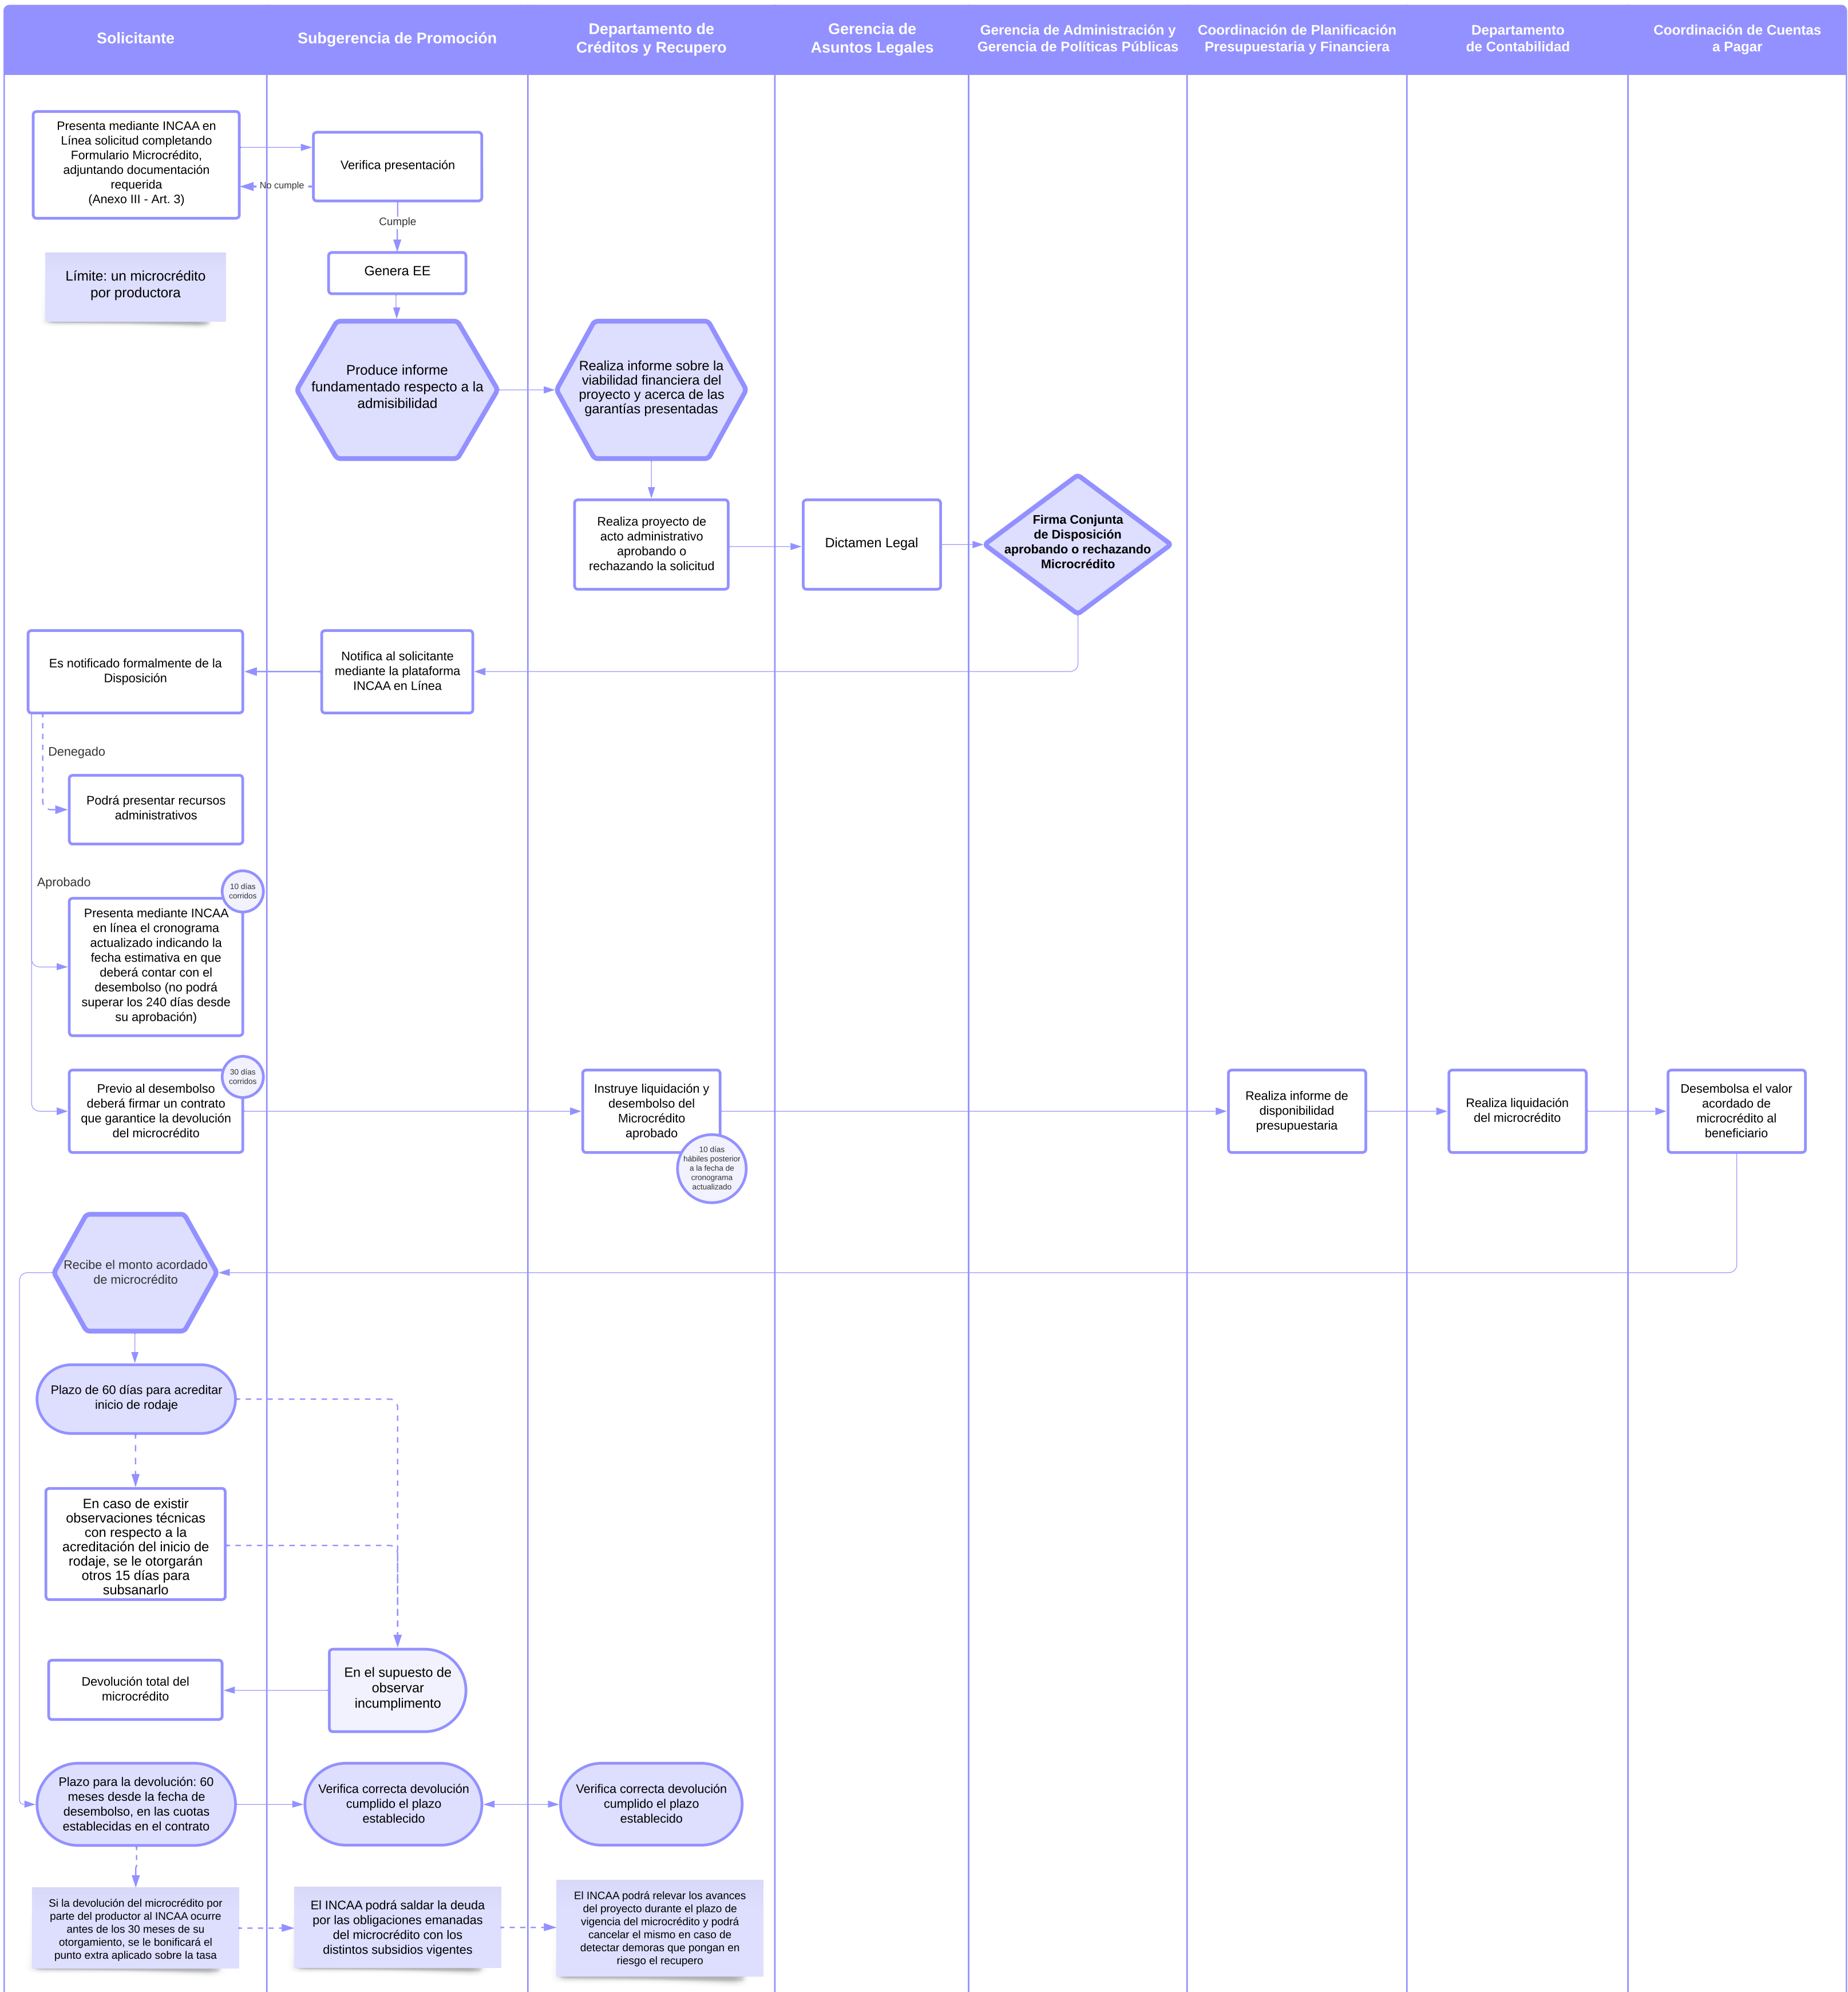 Solicitante
Subgerencia de Promoción
Departamento de
Créditos y Recupero
Gerencia de
Asuntos Legales
Gerencia de Administración y
Gerencia de Políticas Públicas
Coordinación de Planificación
Presupuestaria y Financiera
Departamento
de Contabilidad
Coordinación de Cuentas
a Pagar
Presenta mediante INCAA en
Línea solicitud completando
Formulario Microcrédito,
adjuntando documentación
requerida
(Anexo III - Art. 3)
Verifica presentación
No cumple
Cumple
Límite: un microcrédito
por productora
Genera EE
Produce informe
fundamentado respecto a la
admisibilidad
Realiza informe sobre la
viabilidad financiera del
proyecto y acerca de las
garantías presentadas
Realiza proyecto de
acto administrativo
aprobando o
rechazando la solicitud
Dictamen Legal
Firma Conjunta
de Disposición
aprobando o rechazando
Microcrédito
Es notificado formalmente de la
Disposición
Notifica al solicitante
mediante la plataforma
INCAA en Línea
Denegado
Podrá presentar recursos
administrativos
Aprobado
10 días
corridos
Presenta mediante INCAA
en línea el cronograma
actualizado indicando la
fecha estimativa en que
deberá contar con el
desembolso (no podrá
superar los 240 días desde
su aprobación)
30 días
corridos
Previo al desembolso
deberá firmar un contrato
que garantice la devolución
del microcrédito
Instruye liquidación y
desembolso del
Microcrédito
aprobado
10 días
hábiles posterior
a la fecha de
cronograma
actualizado
Realiza informe de
disponibilidad
presupuestaria
Realiza liquidación
del microcrédito
Desembolsa el valor
acordado de
microcrédito al
beneficiario
Recibe el monto acordado
de microcrédito
Plazo de 60 días para acreditar
inicio de rodaje
En caso de existir
observaciones técnicas
con respecto a la
acreditación del inicio de
rodaje, se le otorgarán
otros 15 días para
subsanarlo
Devolución total del
microcrédito
En el supuesto de
observar
incumplimento
Plazo para la devolución: 60
meses desde la fecha de
desembolso, en las cuotas
establecidas en el contrato
Verifica correcta devolución
cumplido el plazo
establecido
Verifica correcta devolución
cumplido el plazo
establecido
Si la devolución del microcrédito por
parte del productor al INCAA ocurre
antes de los 30 meses de su
otorgamiento, se le bonificará el
punto extra aplicado sobre la tasa
El INCAA podrá saldar la deuda
por las obligaciones emanadas
del microcrédito con los
distintos subsidios vigentes
El INCAA podrá relevar los avances
del proyecto durante el plazo de
vigencia del microcrédito y podrá
cancelar el mismo en caso de
detectar demoras que pongan en
riesgo el recupero